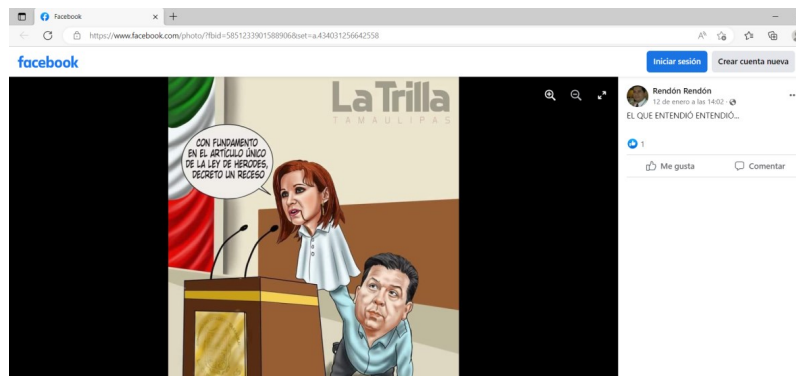 Facebook
https://www.facebook.com/photo/?fbid=5851233901588906&set=a.434031256642558
facebook
Iniciar sesión
Crear cuenta nueva
La Trilla
TAMAULIPAS
CON FUNDAMENTO
EN EL ARTÍCULO ÚNICO
DE LA LEY DE HERODES,
DECRETO UN RECESO
Rendón Rendón
12 de enero a las 14:02 ·
EL QUE ENTENDIÓ ENTENDIÓ...
1
Me gusta
Comentar